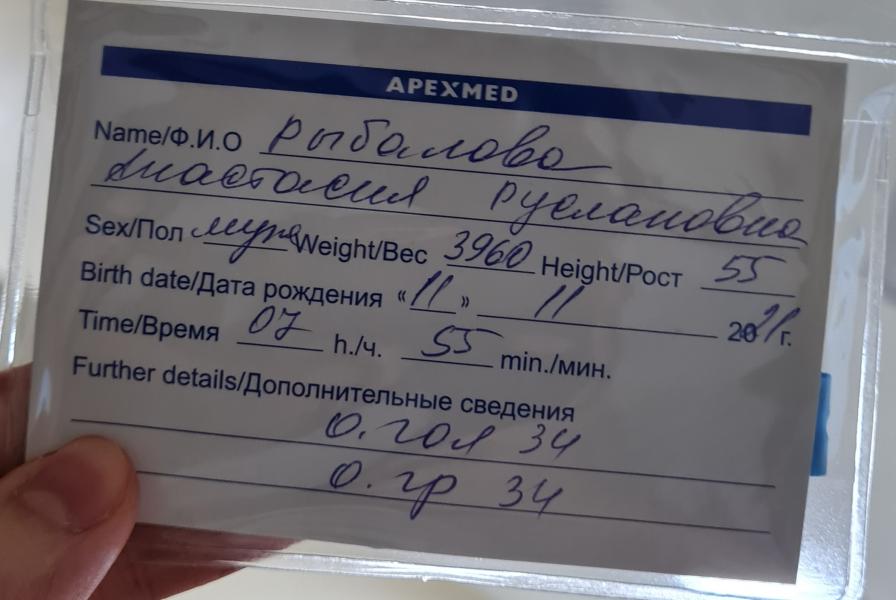 APEXMED
Name/Ф.И.О Рыбалова
Анастасия Руслановна
Sex/Пол муж Weight/Вес 3960 Height/Рост 55
Birth date/Дата рождения «11» 11 2021 г.
Time/Время 07 h./ч. 55 min./мин.
Further details/Дополнительные сведения
О. гол 34
О. гр 34